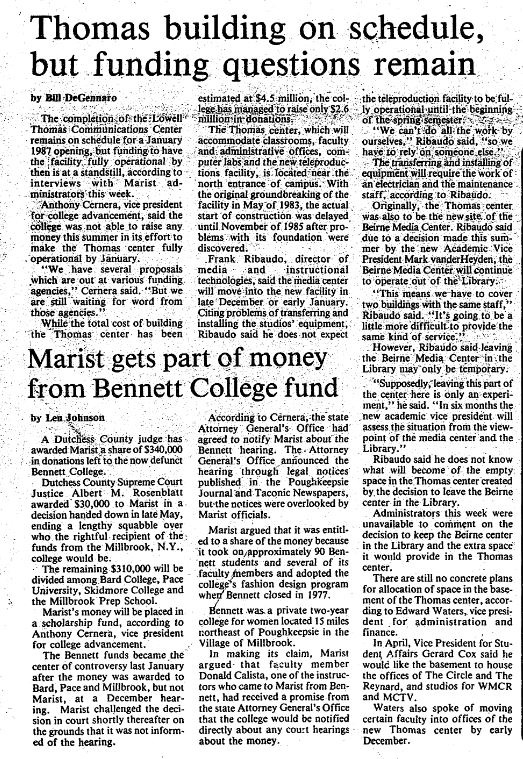 Thomas building on schedule,
but funding questions remain
by Bill DeGennaro
The completion of the Lowell
Thomas Communications Center
remains on schedule for a January
1987 opening, but funding to have
the facility fully operational by
then is at a standstill, according to
interviews with Marist ad-
ministrators this week.
Anthony Cernera, vice president
for college advancement, said the
college was not able to raise any
money this summer in its effort to
make the Thomas center fully
operational by January.
"We have several proposals
which are out at various funding
agencies," Cernera said. "But we
are still waiting for word from
those agencies."
While the total cost of building
the Thomas center has been
estimated at $4.5 million, the col-
lege has managed to raise only $2.6
million in donations.
The Thomas center, which will
accommodate classrooms, faculty
and administrative offices, com-
puter labs and the new teleproduc-
tions facility, is located near the
north entrance of campus. With
the original groundbreaking of the
facility in May of 1983, the actual
start of construction was delayed
until November of 1985 after pro-
blems with its foundation were
discovered.
Frank Ribaudo, director of
media and instructional
technologies, said the media center
will move into the new facility in
late December or early January.
Citing problems of transferring and
installing the studios' equipment,
Ribaudo said he does not expect
the teleproduction facility to be ful-
ly operational until the beginning
of the spring semester.
"We can't do all the work by
ourselves," Ribaudo said, "so we
have to rely on someone else."
The transferring and installing of
equipment will require the work of
an electrician and the maintenance
staff, according to Ribaudo.
Originally, the Thomas center
was also to be the new site of the
Beirne Media Center. Ribaudo said
due to a decision made this sum-
mer by the new Academic Vice
President Mark vanderHeyden, the
Beirne Media Center will continue
to operate out of the Library.
"This means we have to cover
two buildings with the same staff,"
Ribaudo said. "It's going to be a
little more difficult to provide the
same kind of service."
However, Ribaudo said leaving
the Beirne Media Center in the
Library may only be temporary.
"Supposedly, leaving this part of
the center here is only an experi-
ment," he said. "In six months the
new academic vice president will
assess the situation from the view-
point of the media center and the
Library."
Ribaudo said he does not know
what will become of the empty
space in the Thomas center created
by the decision to leave the Beirne
center in the Library.
Administrators this week were
unavailable to comment on the
decision to keep the Beirne center
in the Library and the extra space
it would provide in the Thomas
center.
There are still no concrete plans
for allocation of space in the base-
ment of the Thomas center, accor-
ding to Edward Waters, vice presi-
dent for administration and
finance.
In April, Vice President for Stu-
dent Affairs Gerard Cox said he
would like the basement to house
the offices of The Circle and The
Reynard, and studios for WMCR
and MCTV.
Waters also spoke of moving
certain faculty into offices of the
new Thomas Center by early
December.
Marist gets part of money
from Bennett College fund
by Len Johnson
A Dutchess County judge has
awarded Marist a share of $340,000
in donations left to the now defunct
Bennett College.
Dutchess County Supreme Court
Justice Albert M. Rosenblatt
awarded $30,000 to Marist in a
decision handed down in late May,
ending a lengthy squabble over
who the rightful recipient of the
funds from the Millbrook, N.Y.,
college would be.
The remaining $310,000 will be
divided among Bard College, Pace
University, Skidmore College and
the Millbrook Prep School.
Marist's money will be placed in
a scholarship fund, according to
Anthony Cernera, vice president
for college advancement.
The Bennett funds became the
center of controversy last January
after the money was awarded to
Bard, Pace and Millbrook, but not
Marist, at a December hear-
ing. Marist challenged the deci-
sion in court shortly thereafter on
the grounds that it was not inform-
ed of the hearing.
According to Cernera, the state
Attorney General's Office had
agreed to notify Marist about the
Bennett hearing. The Attorney
General's Office announced the
hearing through legal notices
published in the Poughkeepsie
Journal and Taconic Newspapers,
but the notices were overlooked by
Marist officials.
Marist argued that it was entitl-
ed to a share of the money because
it took on approximately 90 Ben-
nett students and several of its
faculty members and adopted the
college's fashion design program
when Bennett closed in 1977.
Bennett was a private two-year
college for women located 15 miles
northeast of Poughkeepsie in the
Village of Millbrook.
In making its claim, Marist
argued that faculty member
Donald Calista, one of the instruc-
tors who came to Marist from Ben-
nett, had received a promise from
the state Attorney General's Office
that the college would be notified
directly about any court hearings
about the money.